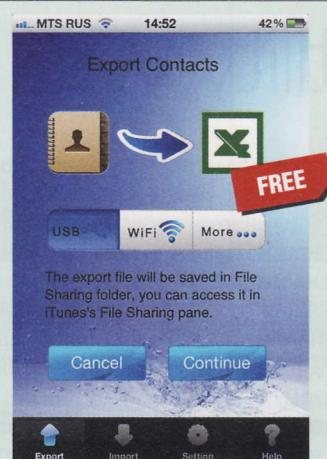 MTS RUS 14:52 42%
Export Contacts
FREE
USB WiFi More
The export file will be saved in File
Sharing folder, you can access it in
iTunes's File Sharing pane.
Cancel Continue
Export Import Setting Help